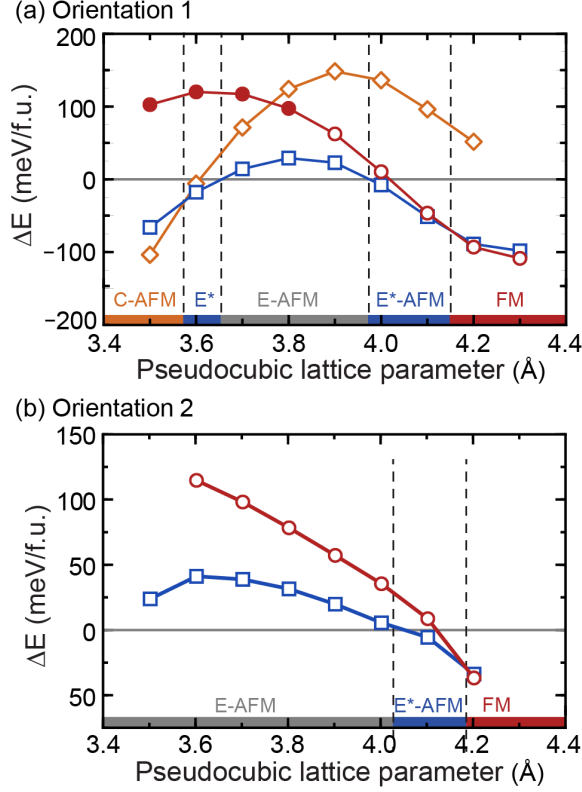 (a) Orientation 1
200
100
0
−100
−200
ΔE (meV/f.u.)
C-AFM E* E-AFM E*-AFM FM
3.4 3.6 3.8 4.0 4.2 4.4
Pseudocubic lattice parameter (Å)
(b) Orientation 2
150
100
50
0
50
ΔE (meV/f.u.)
E-AFM E*-AFM FM
3.4 3.6 3.8 4.0 4.2 4.4
Pseudocubic lattice parameter (Å)